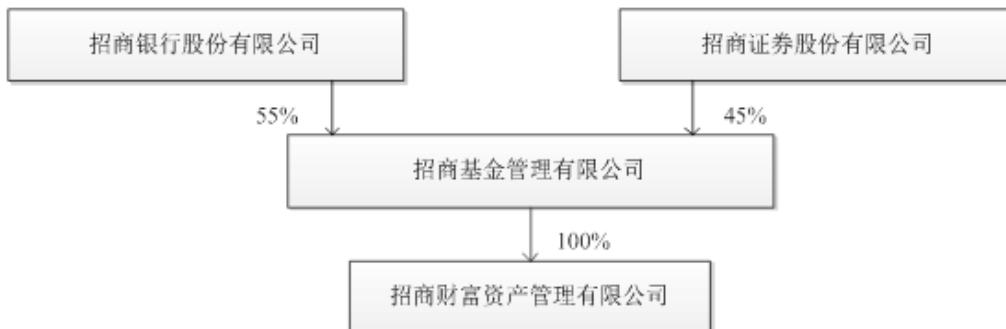 招商银行股份有限公司
招商证券股份有限公司
55%
45%
招商基金管理有限公司
100%
招商财富资产管理有限公司